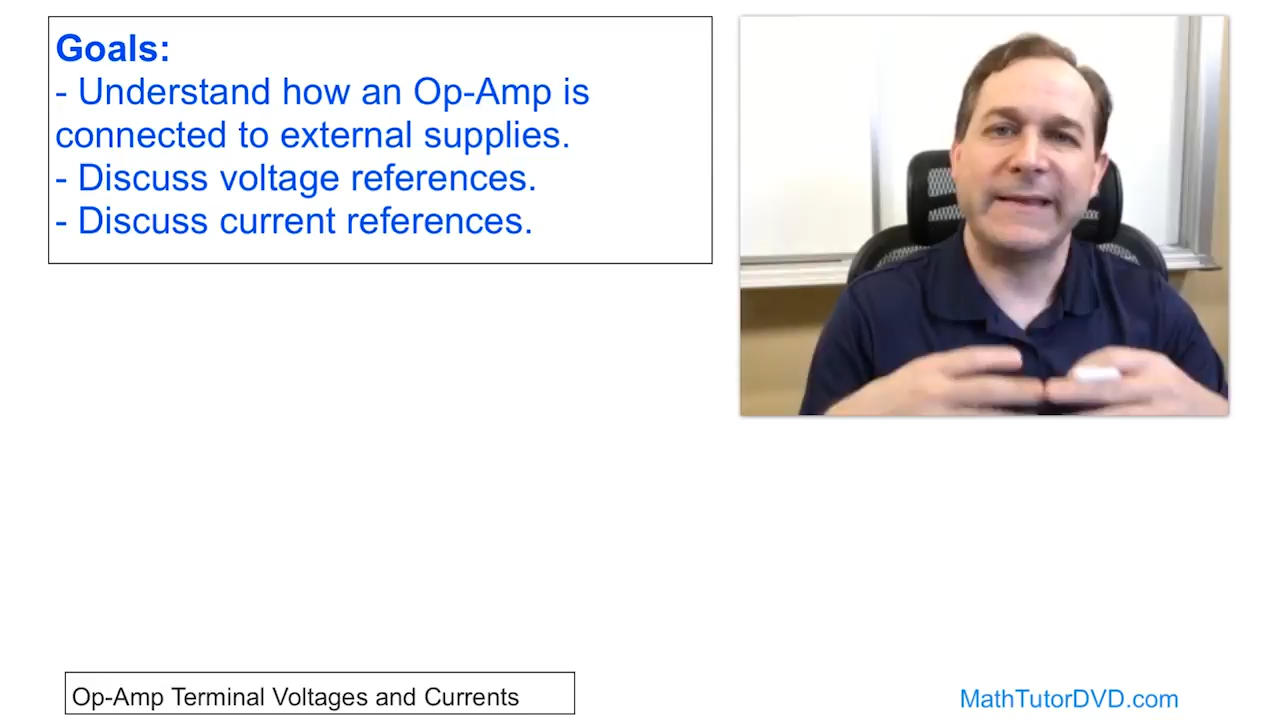 Goals:
- Understand how an Op-Amp is
connected to external supplies.
- Discuss voltage references.
- Discuss current references.
Op-Amp Terminal Voltages and Currents
MathTutorDVD.com